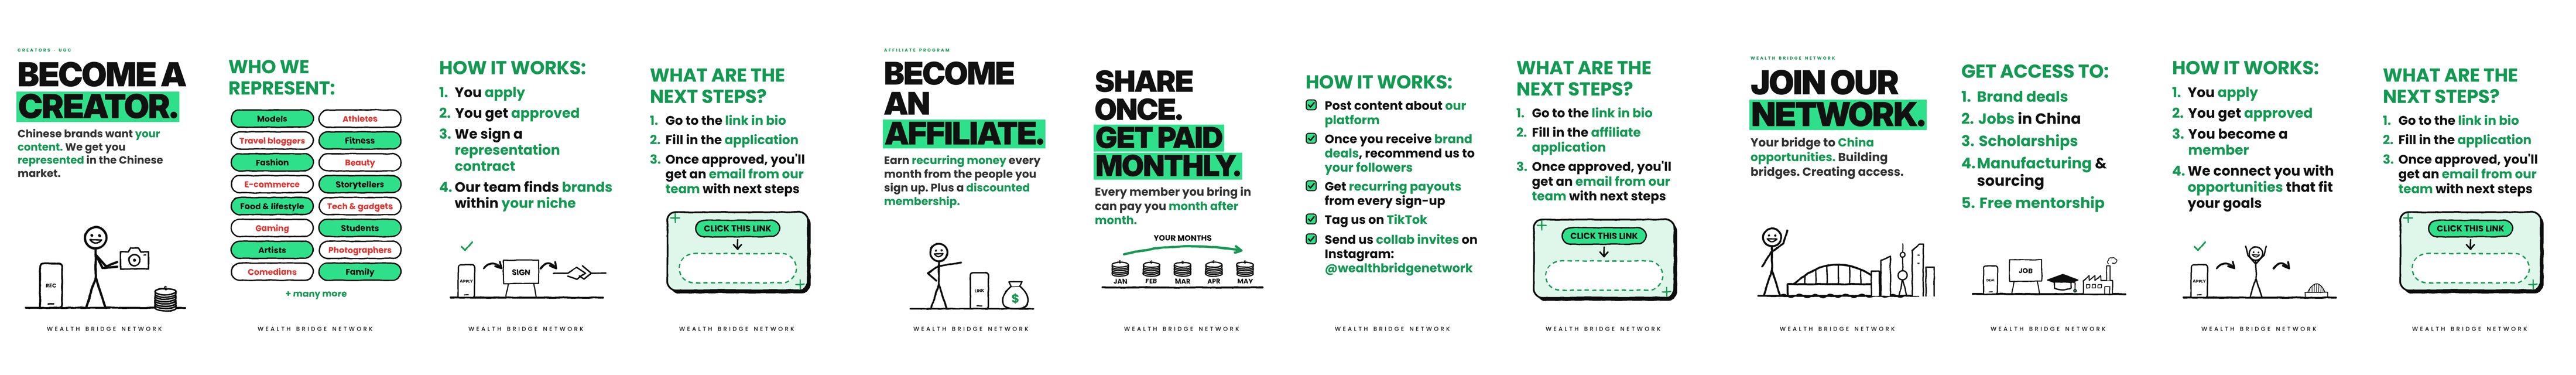 CREATORS · UGC
BECOME A
CREATOR.
Chinese brands want your
content. We get you
represented in the Chinese
market.
REC
$
WEALTH BRIDGE NETWORK
WHO WE
REPRESENT:
Models
Athletes
Travel bloggers
Fitness
Fashion
Beauty
E-commerce
Storytellers
Food & lifestyle
Tech & gadgets
Gaming
Students
Artists
Photographers
Comedians
Family
+ many more
WEALTH BRIDGE NETWORK
HOW IT WORKS:
1. You apply
2. You get approved
3. We sign a
representation
contract
4. Our team finds brands
within your niche
APPLY
SIGN
WEALTH BRIDGE NETWORK
WHAT ARE THE
NEXT STEPS?
1. Go to the link in bio
2. Fill in the application
3. Once approved, you'll
get an email from our
team with next steps
CLICK THIS LINK
WEALTH BRIDGE NETWORK
AFFILIATE PROGRAM
BECOME
AN
AFFILIATE.
Earn recurring money every
month from the people you
sign up. Plus a discounted
membership.
LINK
$
WEALTH BRIDGE NETWORK
SHARE
ONCE.
GET PAID
MONTHLY.
Every member you bring in
can pay you month after
month.
YOUR MONTHS
JAN FEB MAR APR MAY
WEALTH BRIDGE NETWORK
HOW IT WORKS:
Post content about our
platform
Once you receive brand
deals, recommend us to
your followers
Get recurring payouts
from every sign-up
Tag us on TikTok
Send us collab invites on
Instagram:
@wealthbridgenetwork
WEALTH BRIDGE NETWORK
WHAT ARE THE
NEXT STEPS?
1. Go to the link in bio
2. Fill in the affiliate
application
3. Once approved, you'll
get an email from our
team with next steps
CLICK THIS LINK
WEALTH BRIDGE NETWORK
WEALTH BRIDGE NETWORK
JOIN OUR
NETWORK.
Your bridge to China
opportunities. Building
bridges. Creating access.
WEALTH BRIDGE NETWORK
GET ACCESS TO:
1. Brand deals
2. Jobs in China
3. Scholarships
4. Manufacturing &
sourcing
5. Free mentorship
DEAL
JOB
WEALTH BRIDGE NETWORK
HOW IT WORKS:
1. You apply
2. You get approved
3. You become a
member
4. We connect you with
opportunities that fit
your goals
APPLY
WEALTH BRIDGE NETWORK
WHAT ARE THE
NEXT STEPS?
1. Go to the link in bio
2. Fill in the application
3. Once approved, you'll
get an email from our
team with next steps
CLICK THIS LINK
WEALTH BRIDGE NETWORK